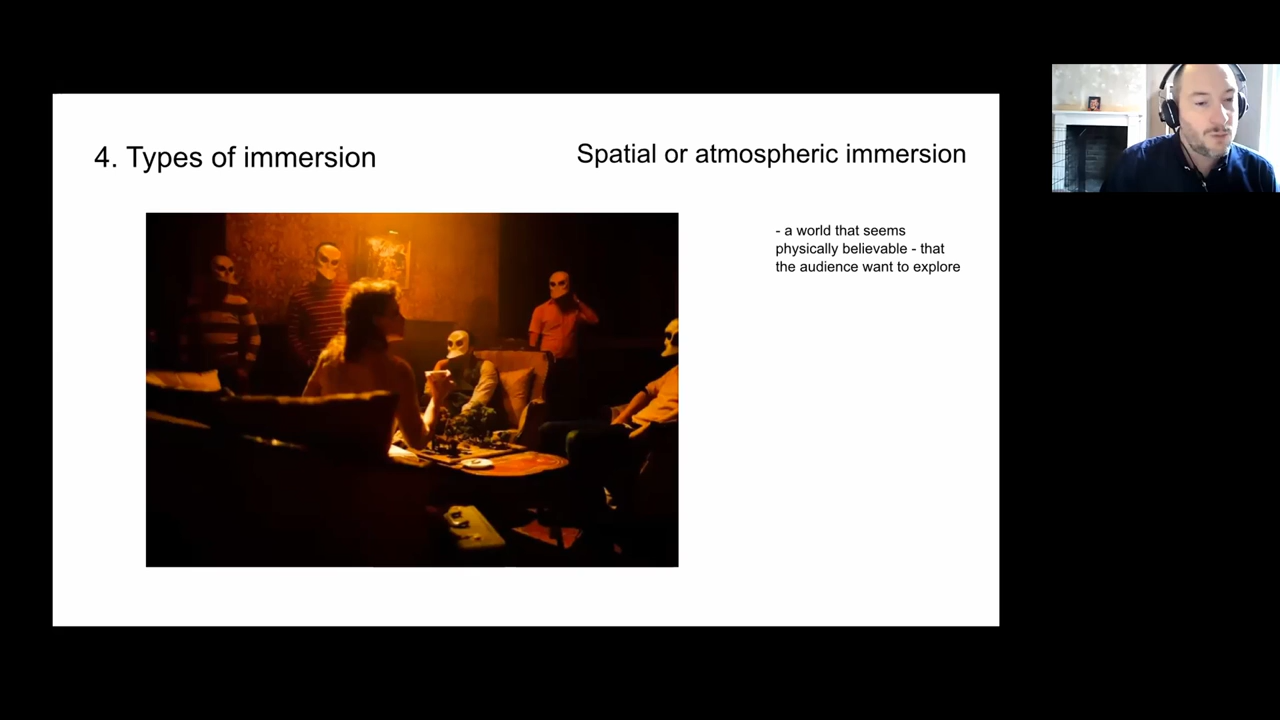 4. Types of immersion
Spatial or atmospheric immersion
- a world that seems
physically believable - that
the audience want to explore